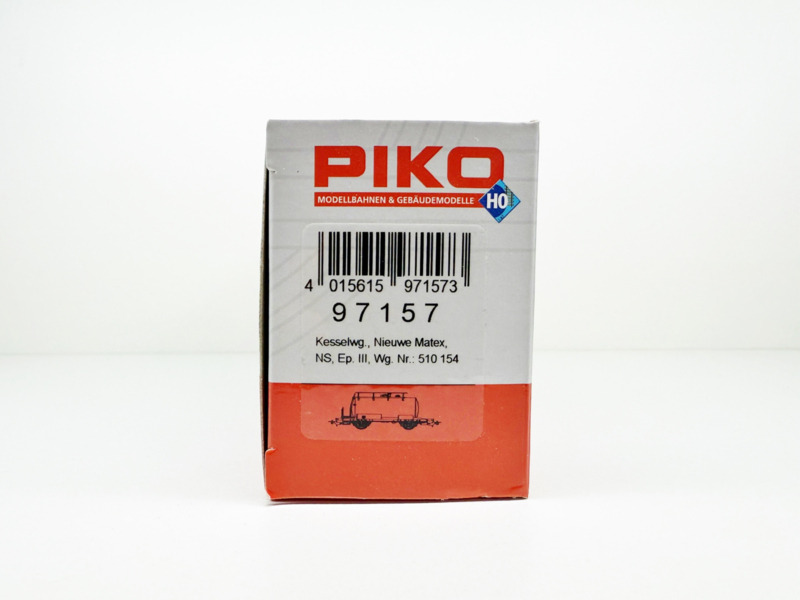 PIKO
MODELLBAHNEN & GEBÄUDEMODELLE
H0
4 015615 971573
97157
Kesselwg., Nieuwe Matex,
NS, Ep. III, Wg. Nr.: 510 154